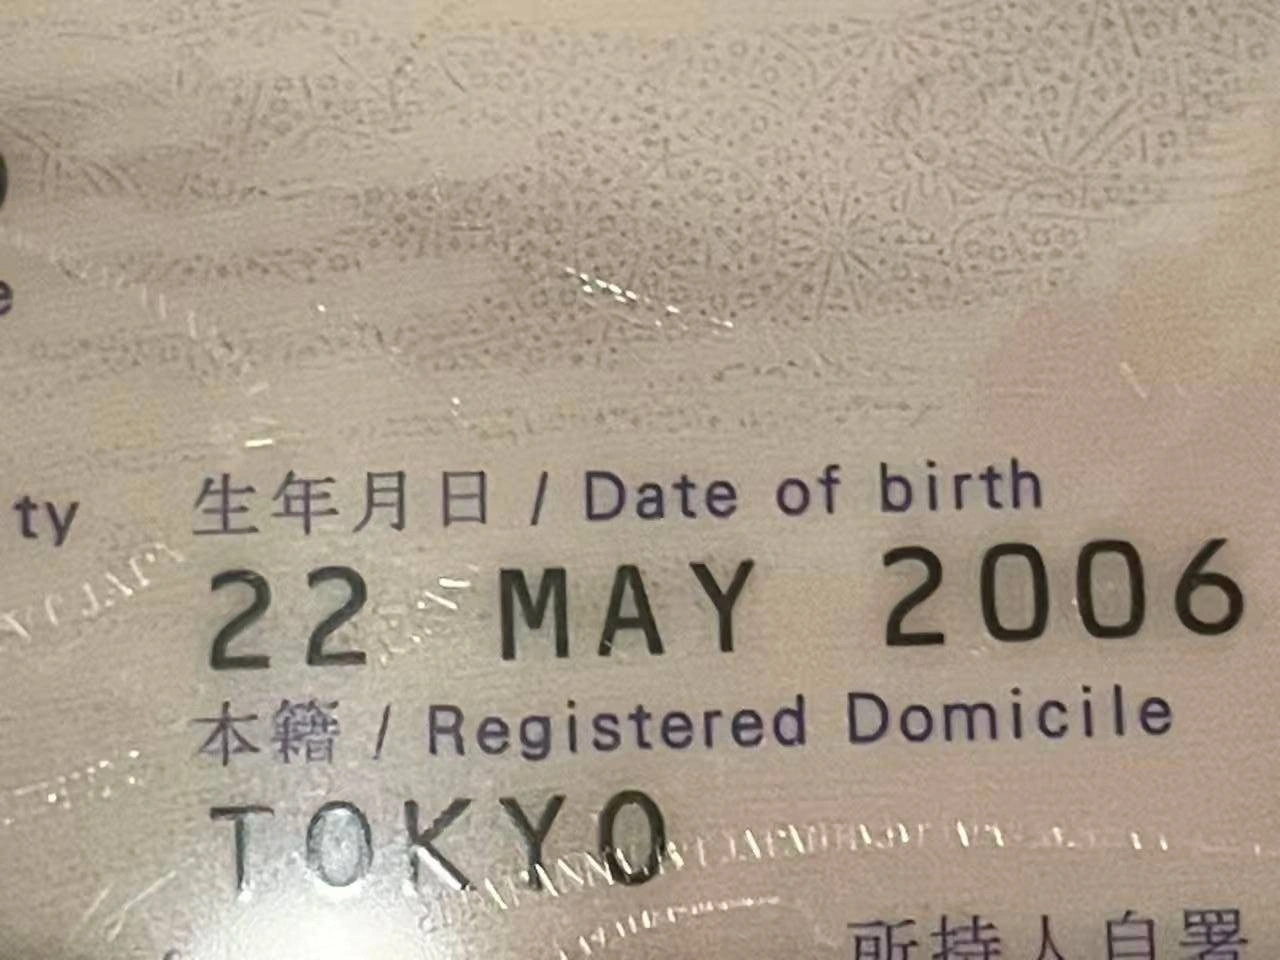 ty
生年月日 / Date of birth
22 MAY 2006
本籍 / Registered Domicile
TOKYO
所持人自署